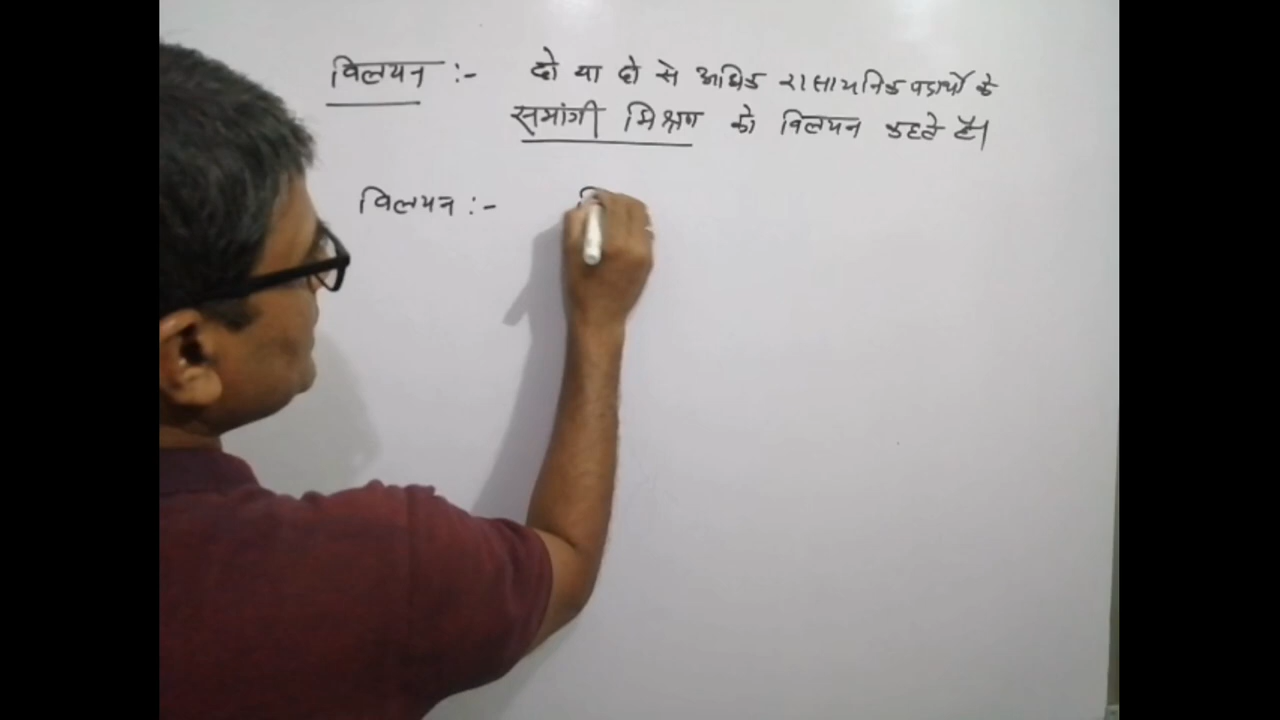 विलयन :- दो या दो से अधिक रासायनिक पदार्थो के
समांगी मिश्रण को विलयन कहते है।
विलयन :-